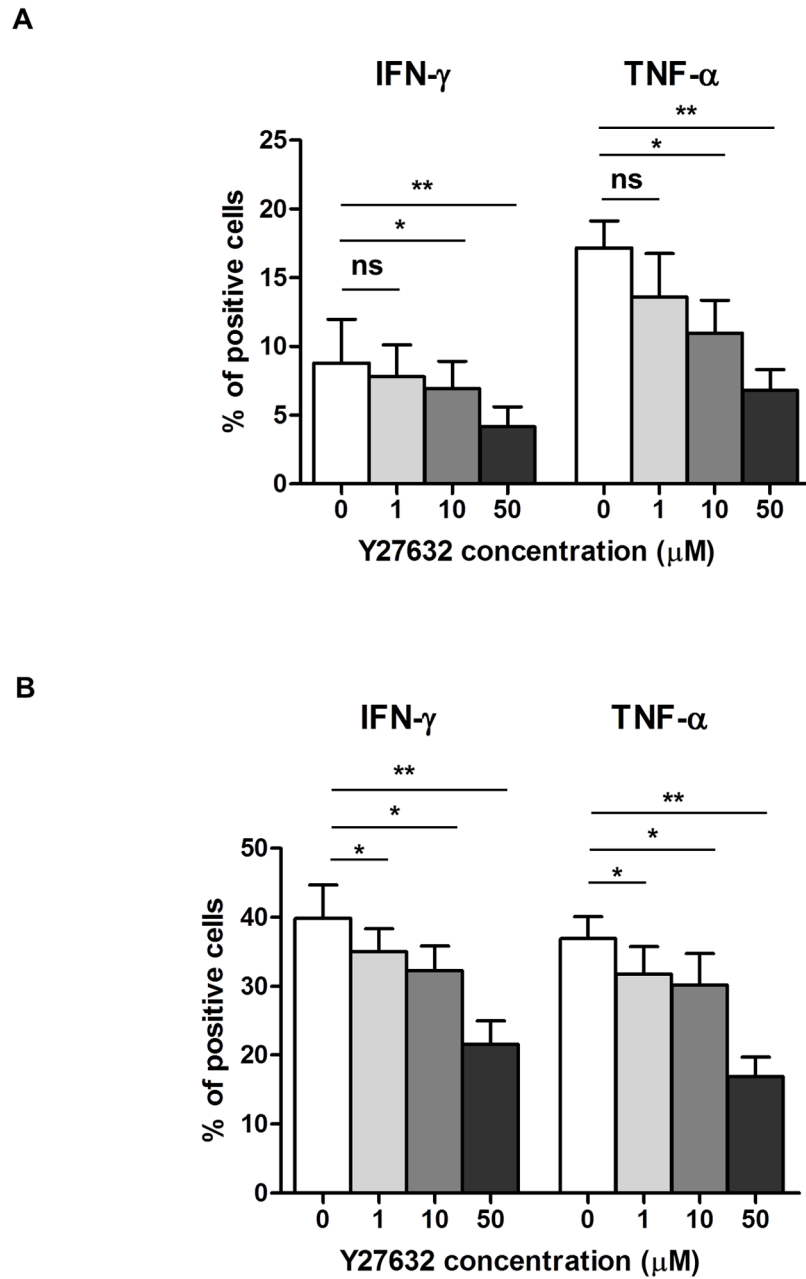 A
IFN-γ TNF-α
**
**
*
ns
*
ns
25
20
15
10
5
0
% of positive cells
0 1 10 50 0 1 10 50
Y27632 concentration (μM)
B
IFN-γ TNF-α
**
*
*
**
*
*
50
40
30
20
10
0
% of positive cells
0 1 10 50 0 1 10 50
Y27632 concentration (μM)